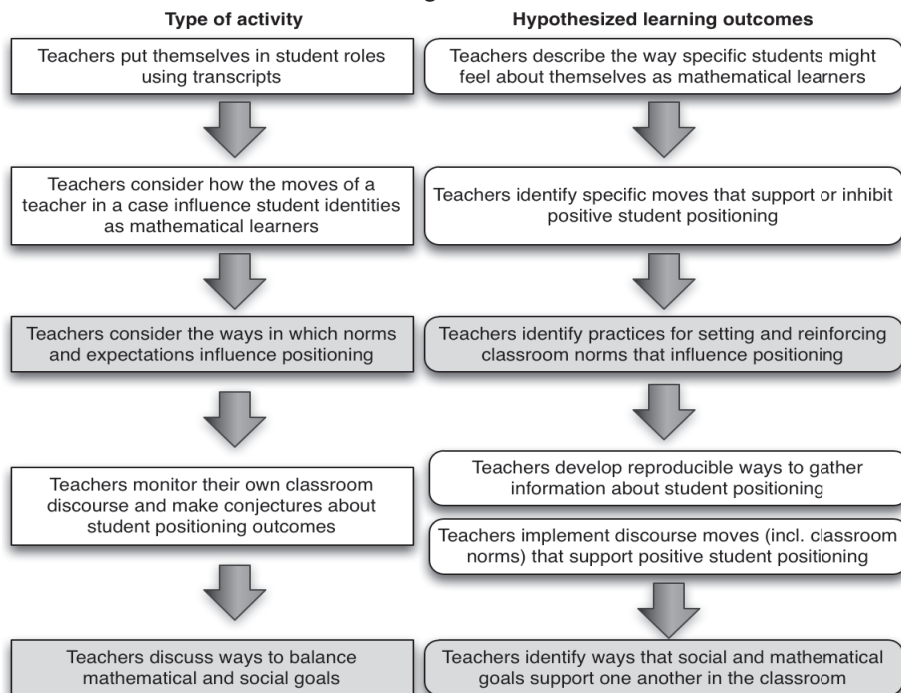 Type of activity
Hypothesized learning outcomes
Teachers put themselves in student roles
using transcripts
Teachers describe the way specific students might
feel about themselves as mathematical learners
Teachers consider how the moves of a
teacher in a case influence student identities
as mathematical learners
Teachers identify specific moves that support or inhibit
positive student positioning
Teachers consider the ways in which norms
and expectations influence positioning
Teachers identify practices for setting and reinforcing
classroom norms that influence positioning
Teachers monitor their own classroom
discourse and make conjectures about
student positioning outcomes
Teachers develop reproducible ways to gather
information about student positioning
Teachers implement discourse moves (incl. classroom
norms) that support positive student positioning
Teachers discuss ways to balance
mathematical and social goals
Teachers identify ways that social and mathematical
goals support one another in the classroom